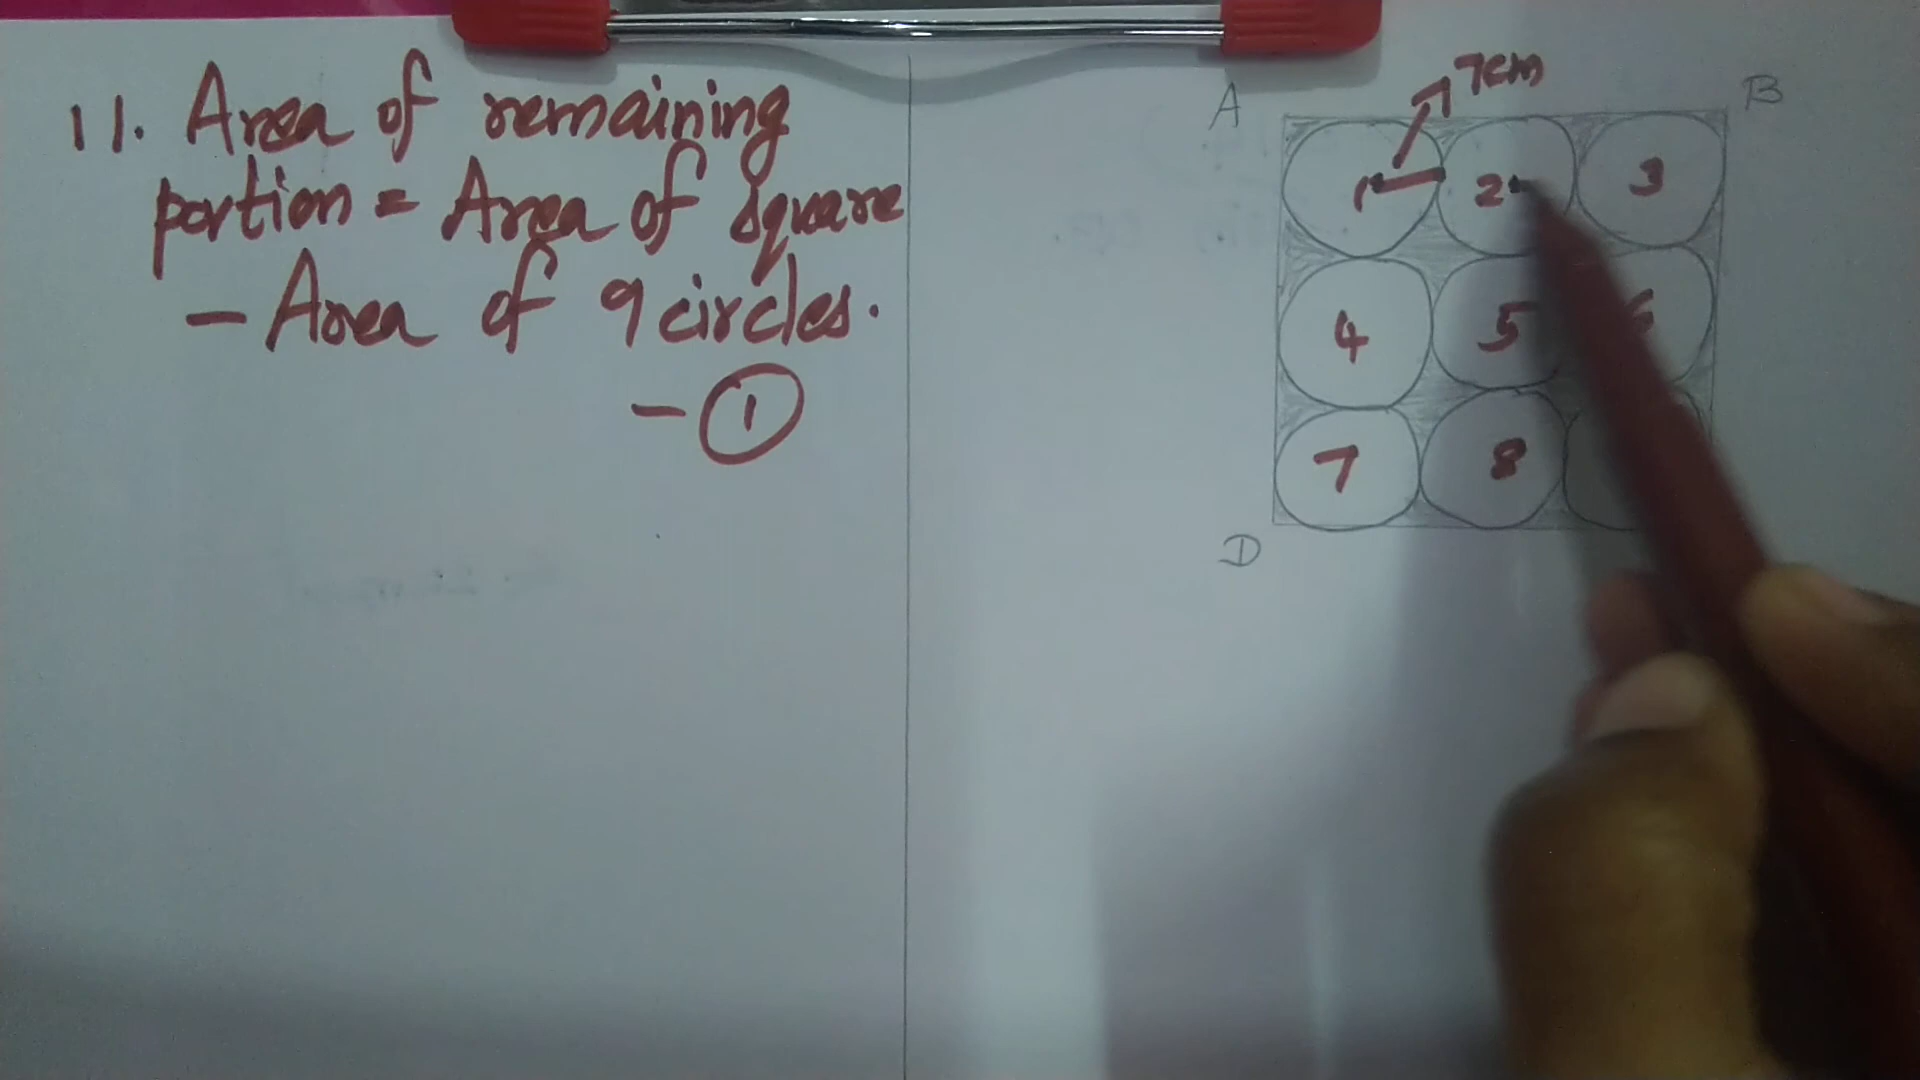 11. Area of remaining
portion = Area of square
- Area of 9 circles.
- 1
7cm
A
B
1
2
3
4
5
6
7
8
D